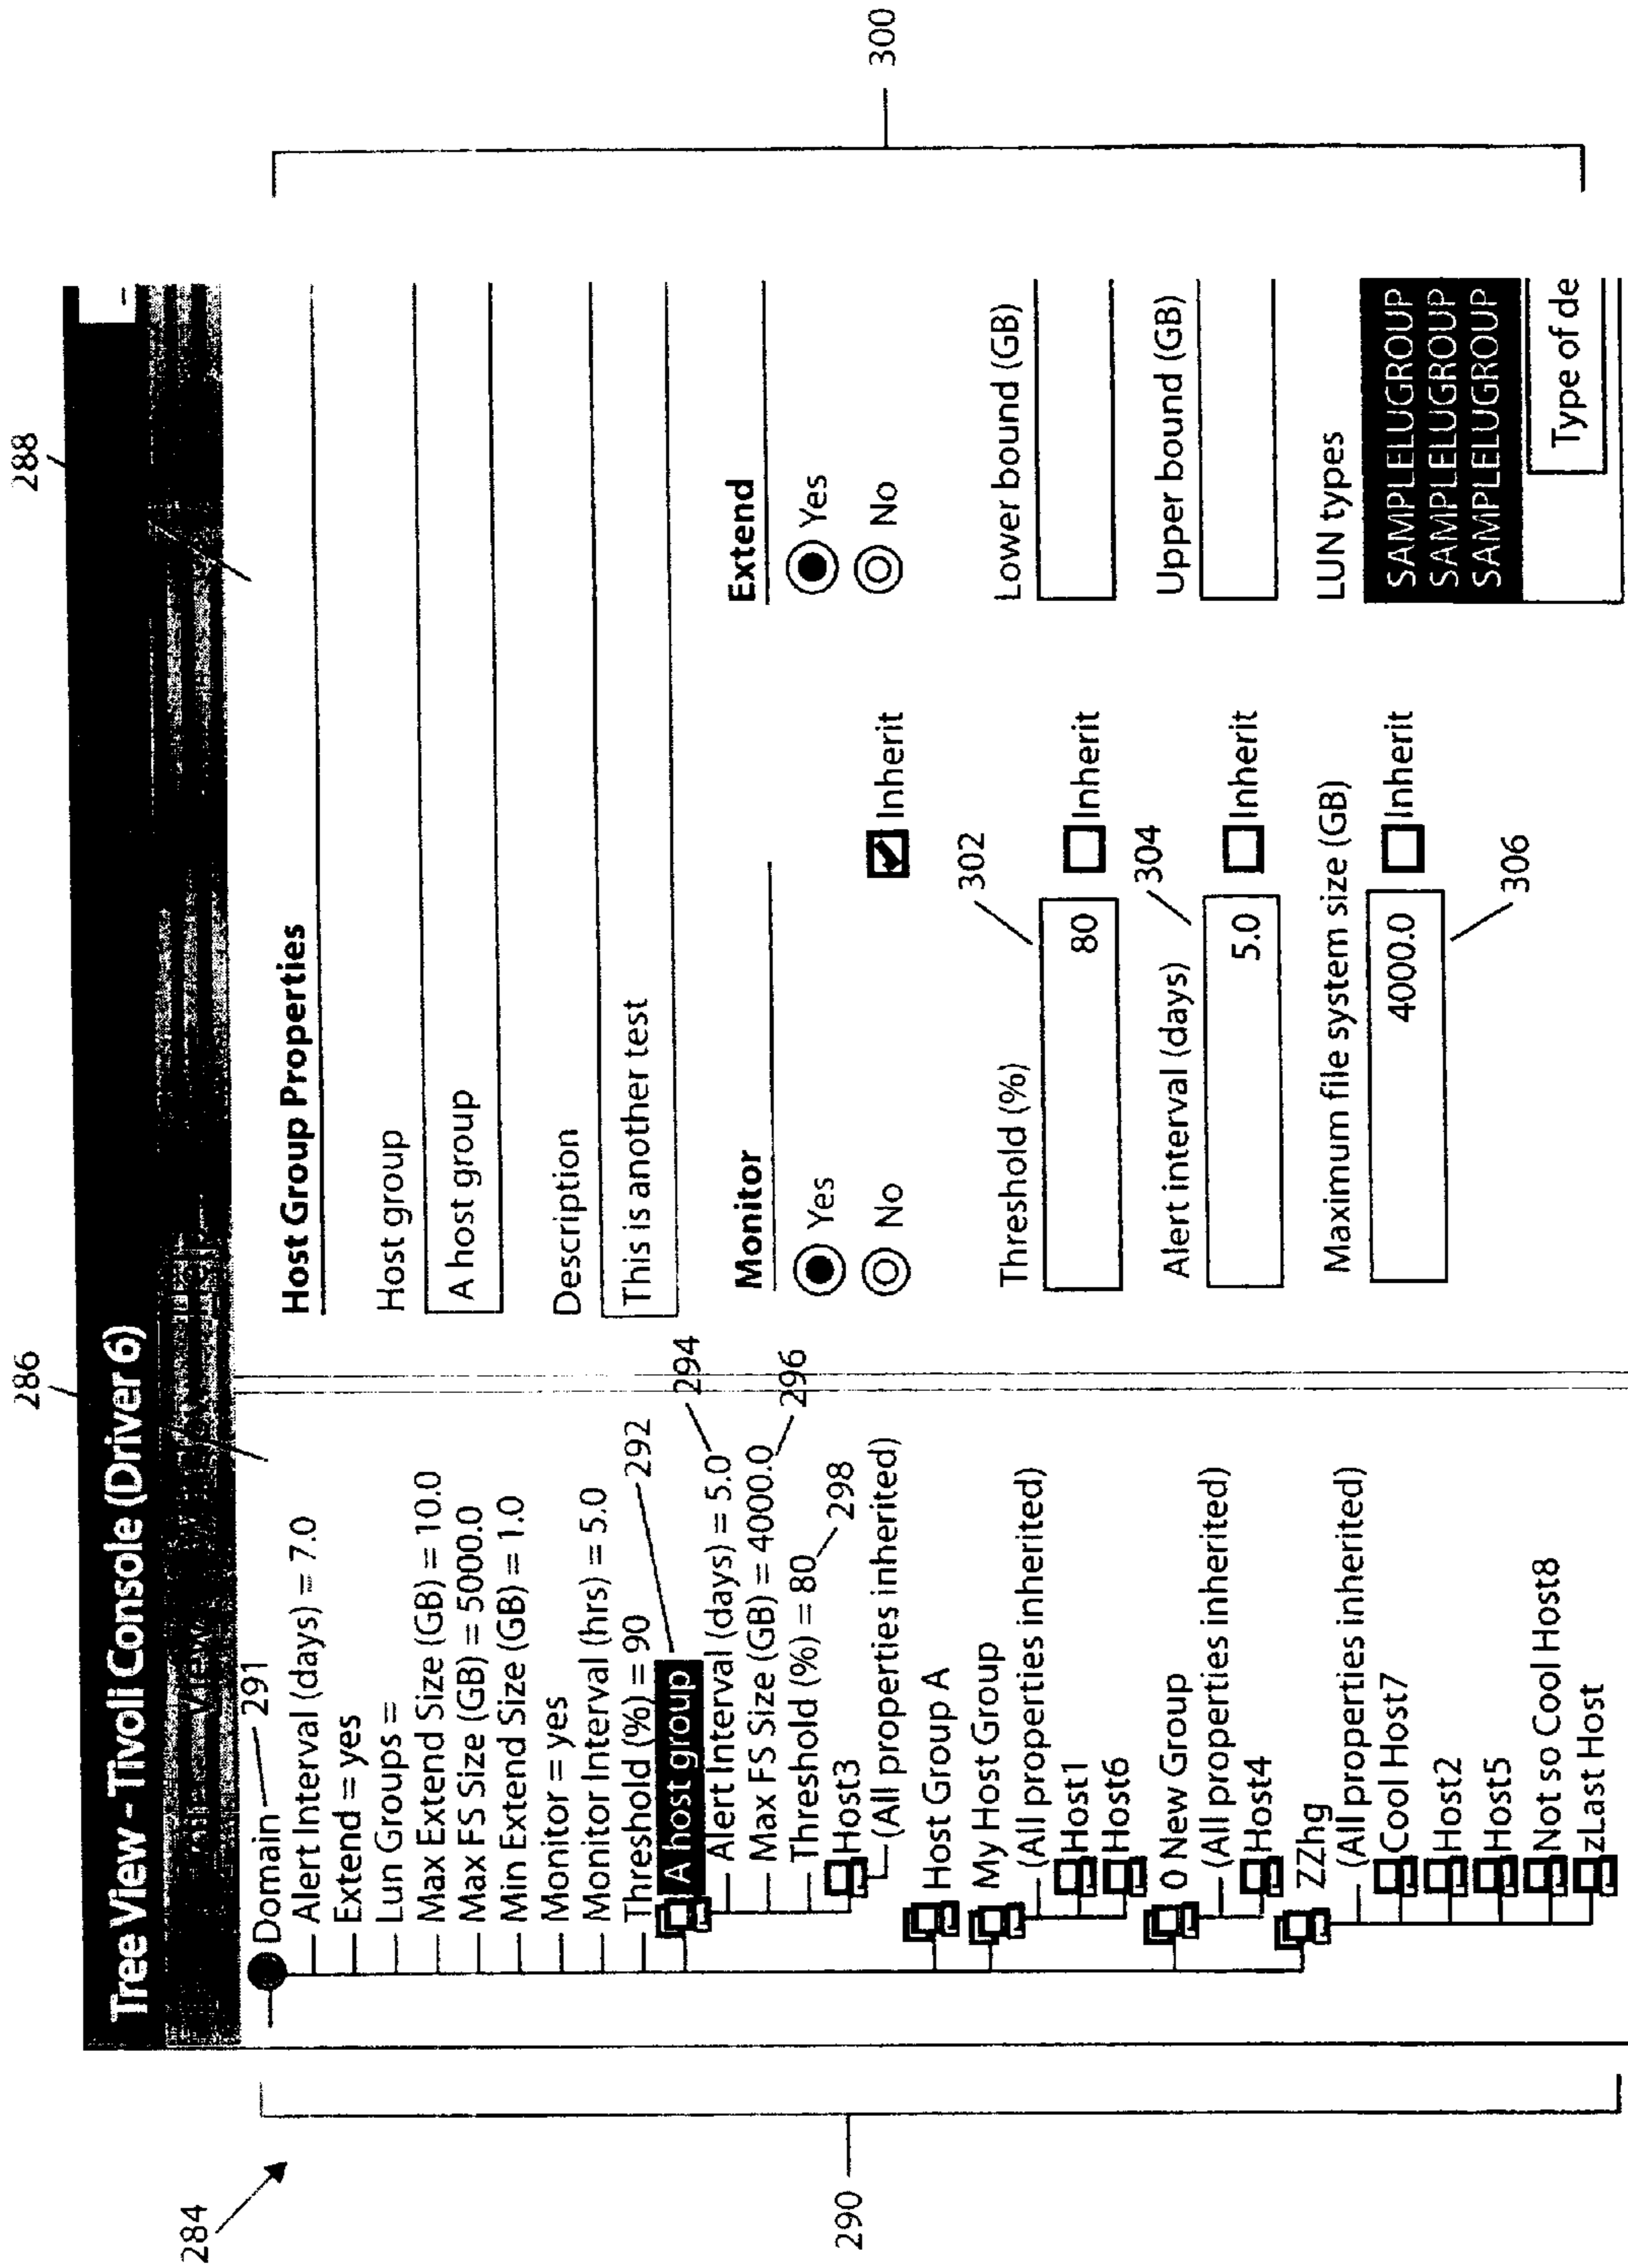 284
286
288
Tree View - Tivoli Console (Driver 6)
View
Help
290
Domain
291
Alert Interval (days) = 7.0
Extend = yes
Lun Groups =
Max Extend Size (GB) = 10.0
Max FS Size (GB) = 5000.0
Min Extend Size (GB) = 1.0
Monitor = yes
Monitor Interval (hrs) = 5.0
Threshold (%) = 90
292
A host group
294
Alert Interval (days) = 5.0
296
Max FS Size (GB) = 4000.0
Threshold (%) = 80
298
Host3
(All properties inherited)
Host Group A
My Host Group
(All properties inherited)
Host1
Host6
0 New Group
(All properties inherited)
Host4
ZZhg
(All properties inherited)
Cool Host7
Host2
Host5
Not so Cool Host8
zLast Host
300
Host Group Properties
Host group
A host group
Description
This is another test
Monitor
Yes
No
Inherit
302
Threshold (%)
80
Inherit
304
Alert interval (days)
5.0
Inherit
Maximum file system size (GB)
4000.0
Inherit
306
Extend
Yes
No
Lower bound (GB)
Upper bound (GB)
LUN types
SAMPLELUGROUP
SAMPLELUGROUP
SAMPLELUGROUP
Type of de